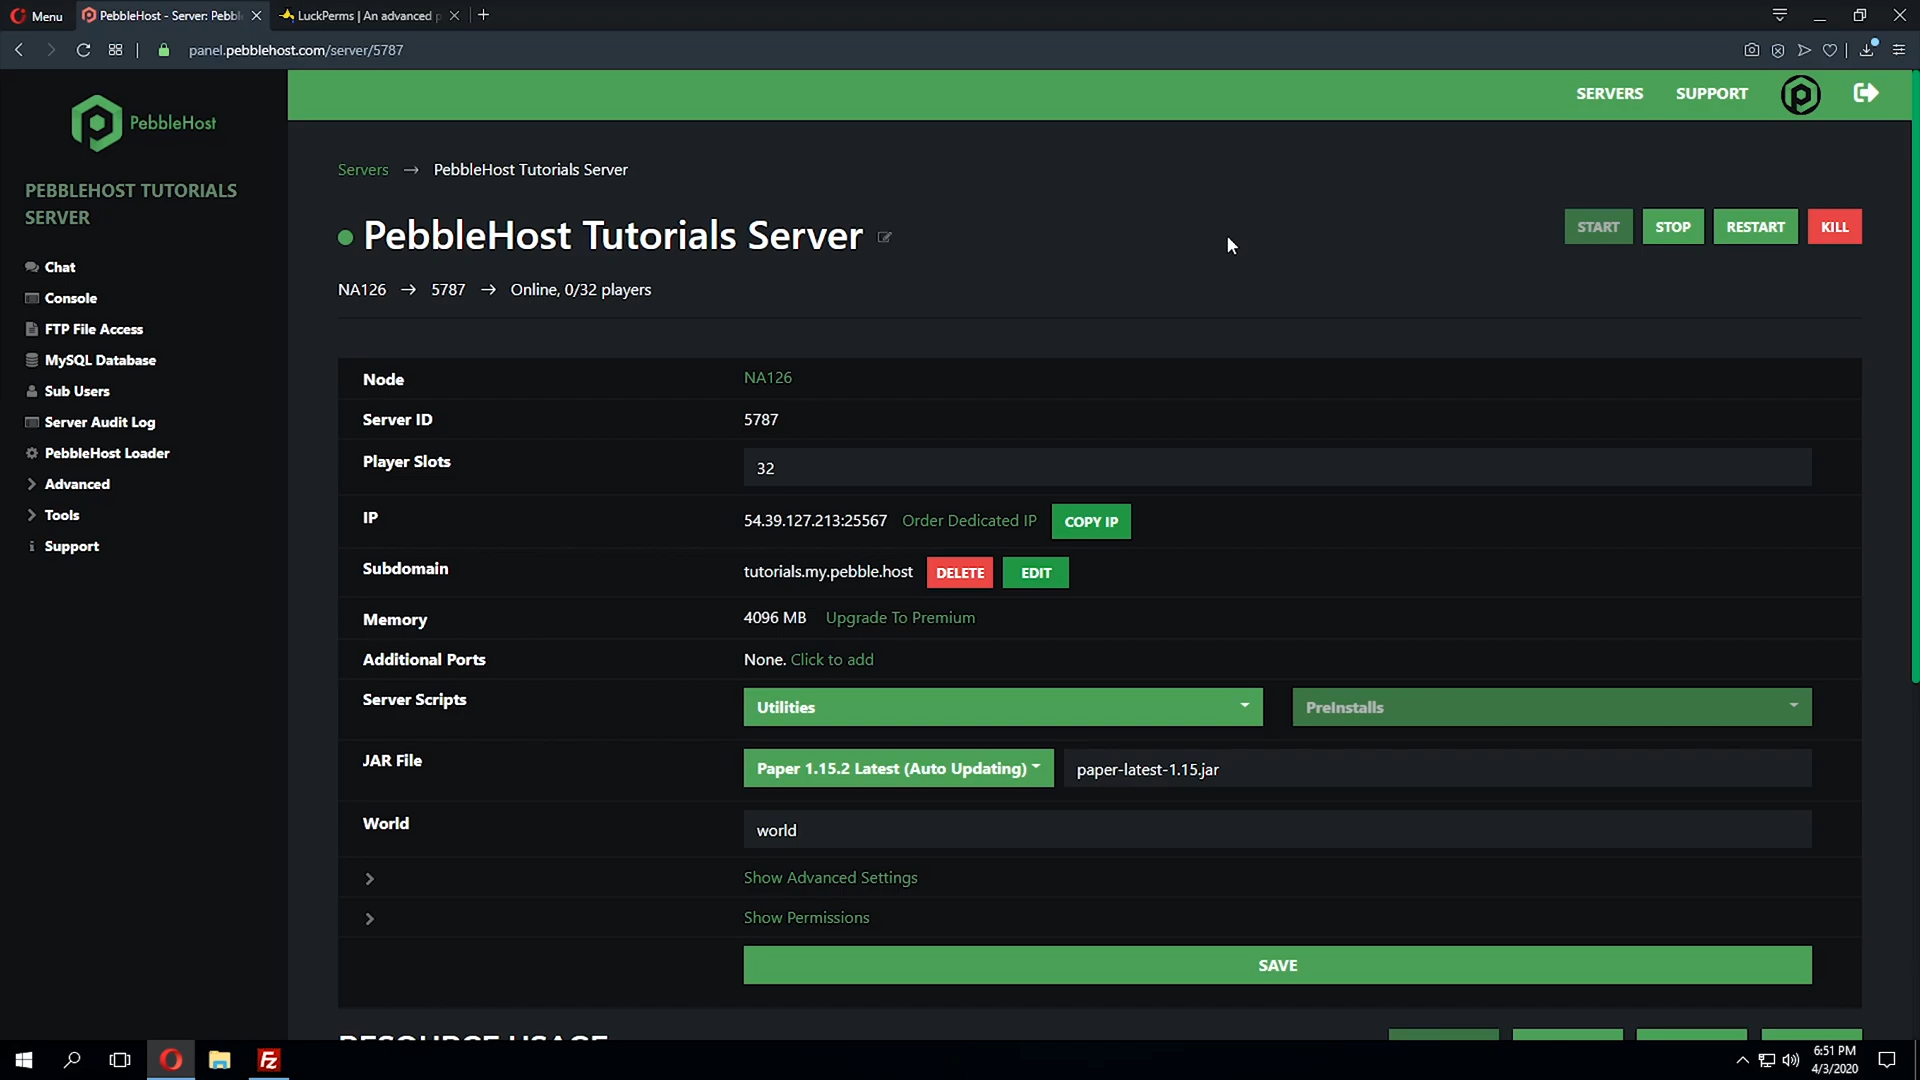 Menu
PebbleHost - Server: Pebbl
LuckPerms | An advanced p
panel.pebblehost.com/server/5787
PebbleHost
SERVERS
SUPPORT
PEBBLEHOST TUTORIALS
SERVER
Chat
Console
FTP File Access
MySQL Database
Sub Users
Server Audit Log
PebbleHost Loader
Advanced
Tools
Support
Servers → PebbleHost Tutorials Server
PebbleHost Tutorials Server
START
STOP
RESTART
KILL
NA126 → 5787 → Online, 0/32 players
Node
NA126
Server ID
5787
Player Slots
32
IP
54.39.127.213:25567
Order Dedicated IP
COPY IP
Subdomain
tutorials.my.pebble.host
DELETE
EDIT
Memory
4096 MB
Upgrade To Premium
Additional Ports
None. Click to add
Server Scripts
Utilities
PreInstalls
JAR File
Paper 1.15.2 Latest (Auto Updating)
paper-latest-1.15.jar
World
world
Show Advanced Settings
Show Permissions
SAVE
RESOURCE USAGE
6:51 PM
4/3/2020